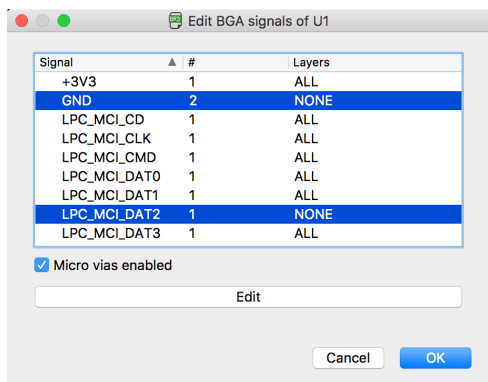 Edit BGA signals of U1
Signal # Layers
+3V3 1 ALL
GND 2 NONE
LPC_MCI_CD 1 ALL
LPC_MCI_CLK 1 ALL
LPC_MCI_CMD 1 ALL
LPC_MCI_DAT0 1 ALL
LPC_MCI_DAT1 1 ALL
LPC_MCI_DAT2 1 NONE
LPC_MCI_DAT3 1 ALL
Micro vias enabled
Edit
Cancel OK